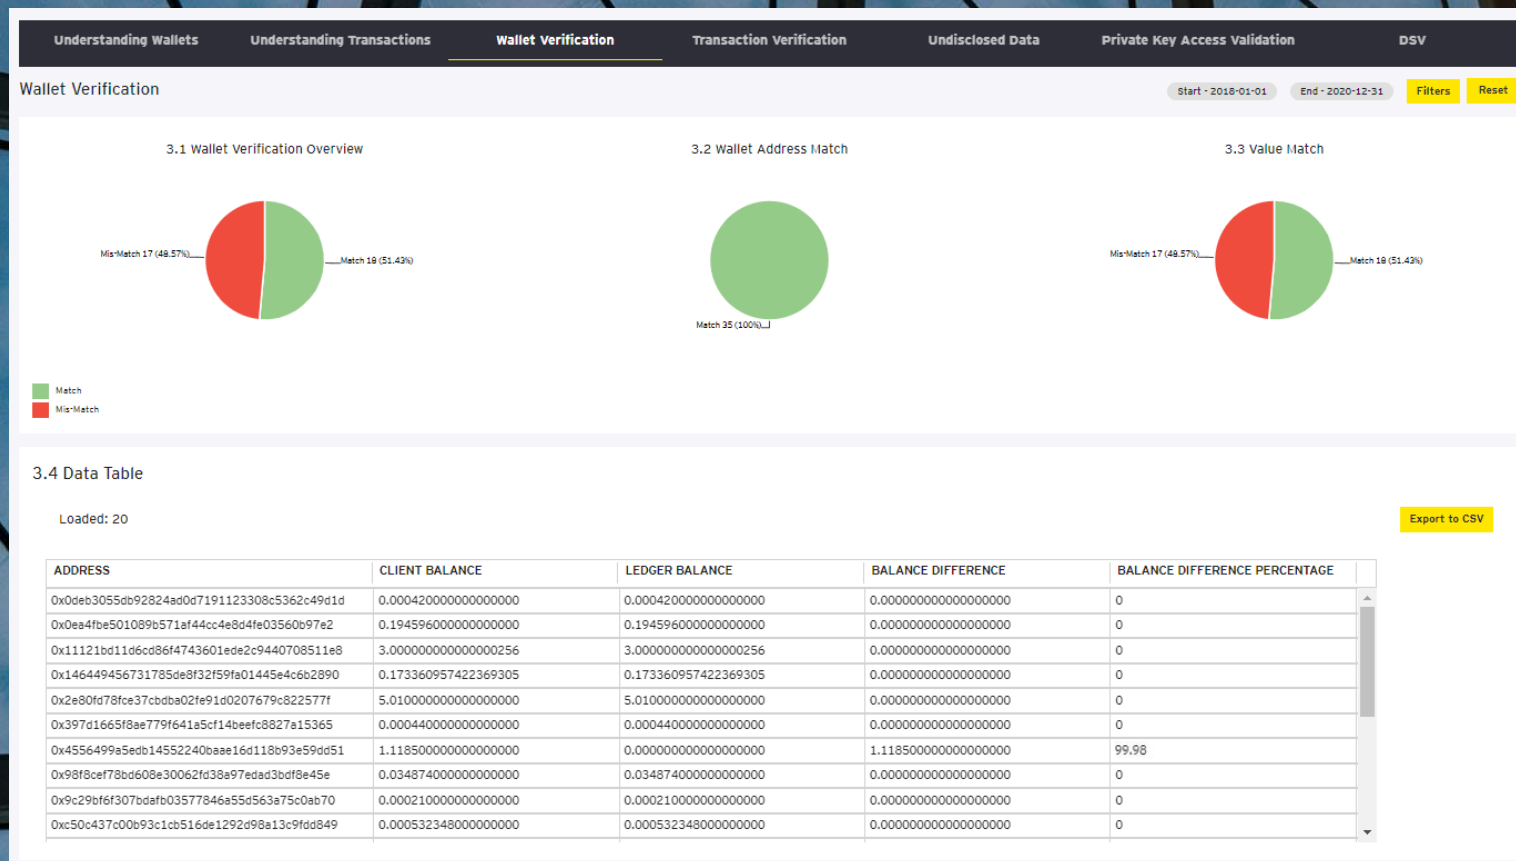 Understanding Wallets Understanding Transactions Wallet Verification Transaction Verification Undisclosed Data Private Key Access Validation DSV
Wallet Verification Start - 2018-01-01 End - 2020-12-31 Filters Reset
3.1 Wallet Verification Overview 3.2 Wallet Address Match 3.3 Value Match
Mis-Match 17 (48.57%) Match 18 (51.43%) Mis-Match 17 (48.57%) Match 18 (51.43%)
Match 35 (100%)
Match
Mis-Match
3.4 Data Table
Loaded: 20 Export to CSV
ADDRESS CLIENT BALANCE LEDGER BALANCE BALANCE DIFFERENCE BALANCE DIFFERENCE PERCENTAGE
0x0deb3055db92824ad0d7191123308c5362c49d1d 0.000420000000000000 0.000420000000000000 0.000000000000000000 0
0x0ea4fbe501089b571af44cc4e8d4fe03560b97e2 0.194596000000000000 0.194596000000000000 0.000000000000000000 0
0x11121bd11d6cd86f4743601ede2c9440708511e8 3.000000000000000256 3.000000000000000256 0.000000000000000000 0
0x146449456731785de8f32f59fa01445e4c6b2890 0.173360957422369305 0.173360957422369305 0.000000000000000000 0
0x2e80fd78fce37cbdba02fe91d0207679c822577f 5.010000000000000000 5.010000000000000000 0.000000000000000000 0
0x397d1665f8ae779f641a5cf14beefc8827a15365 0.000440000000000000 0.000440000000000000 0.000000000000000000 0
0x4556499a5edb14552240baae16d118b93e59dd51 1.118500000000000000 0.000000000000000000 1.118500000000000000 99.98
0x98f8cef78bd608e30062fd38a97edad3bdf8e45e 0.034874000000000000 0.034874000000000000 0.000000000000000000 0
0x9c29bf6f307bdafb03577846a55d563a75c0ab70 0.000210000000000000 0.000210000000000000 0.000000000000000000 0
0xc50c437c00b93c1cb516de1292d98a13c9fdd849 0.000532348000000000 0.000532348000000000 0.000000000000000000 0